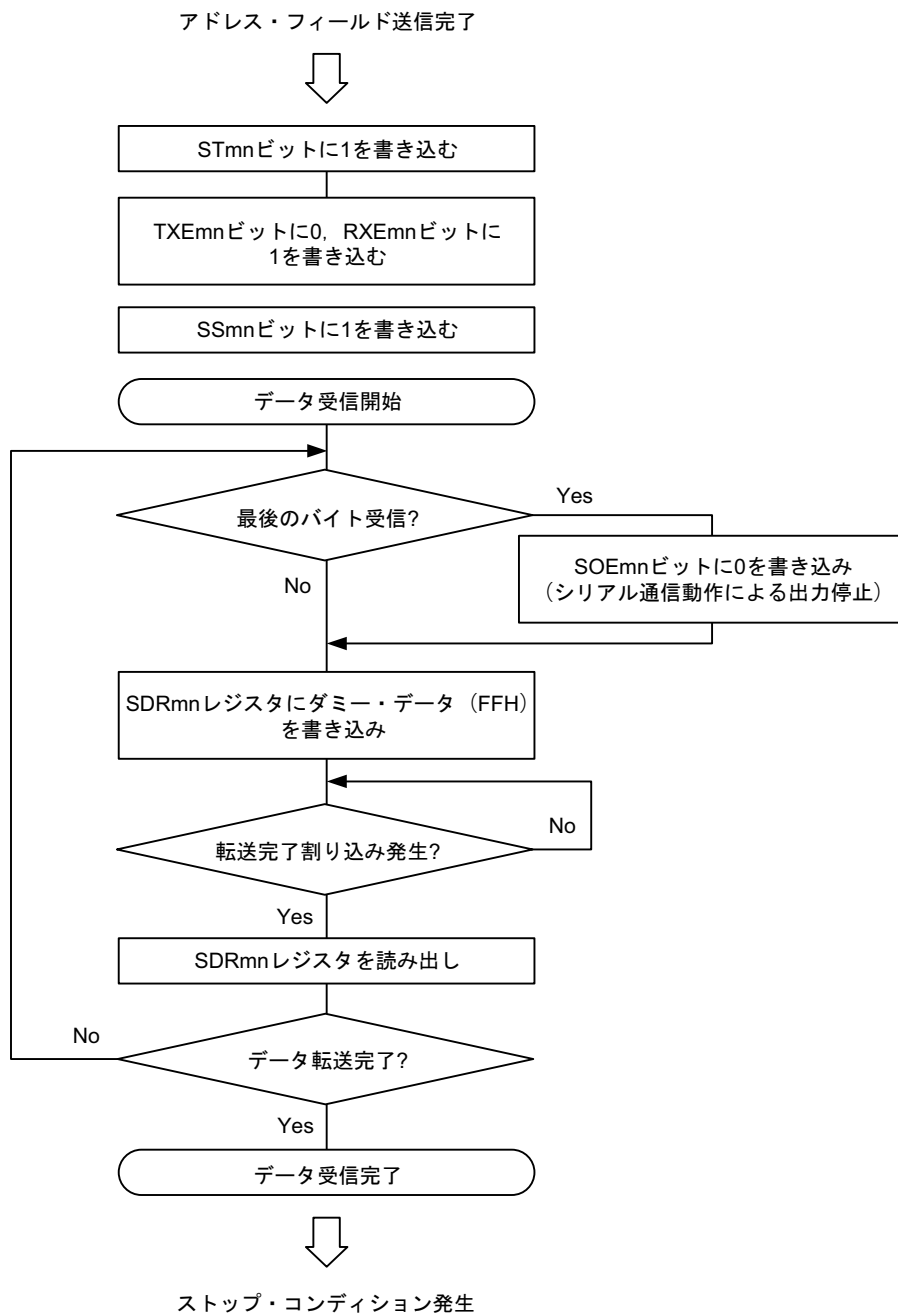 アドレス・フィールド送信完了
STmnビットに1を書き込む
TXEmnビットに0，RXEmnビットに
1を書き込む
SSmnビットに1を書き込む
データ受信開始
最後のバイト受信?
Yes
SOEmnビットに0を書き込み
（シリアル通信動作による出力停止）
No
SDRmnレジスタにダミー・データ（FFH）
を書き込み
転送完了割り込み発生?
No
Yes
SDRmnレジスタを読み出し
No
データ転送完了?
Yes
データ受信完了
ストップ・コンディション発生